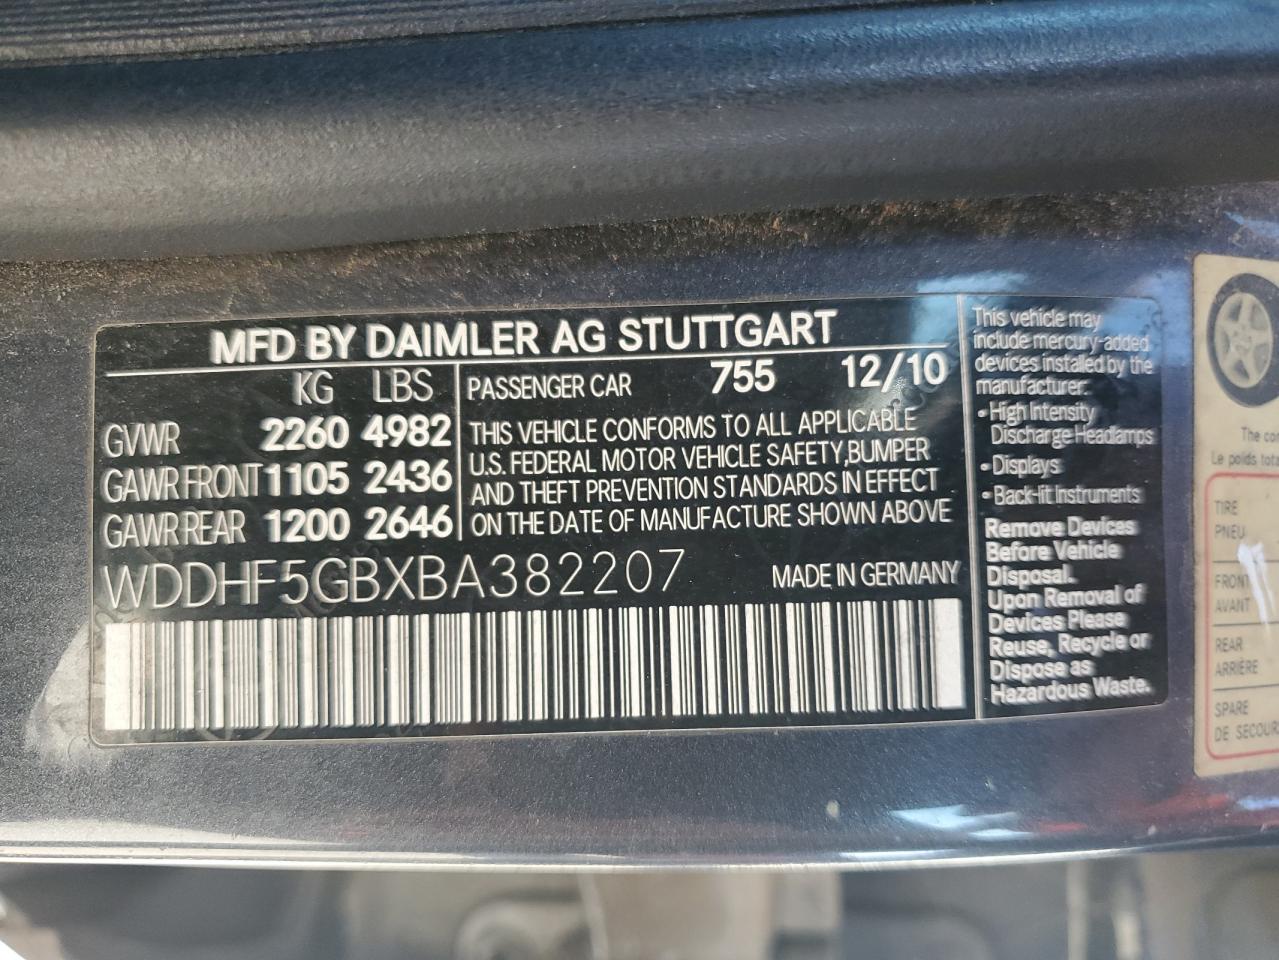 MFD BY DAIMLER AG STUTTGART
KG LBS
GVWR 2260 4982
GAWR FRONT 1105 2436
GAWR REAR 1200 2646
PASSENGER CAR 755 12/10
THIS VEHICLE CONFORMS TO ALL APPLICABLE
U.S. FEDERAL MOTOR VEHICLE SAFETY,BUMPER
AND THEFT PREVENTION STANDARDS IN EFFECT
ON THE DATE OF MANUFACTURE SHOWN ABOVE
WDDHF5GBXBA382207 MADE IN GERMANY
This vehicle may
include mercury-added
devices installed by the
manufacturer:
• High Intensity
Discharge Headlamps
• Displays
• Back-lit Instruments
Remove Devices
Before Vehicle
Disposal.
Upon Removal of
Devices Please
Reuse, Recycle or
Dispose as
Hazardous Waste.
The
Le poids
TIRE
PNEU
FRONT
AVANT
REAR
ARRIÈRE
SPARE
DE